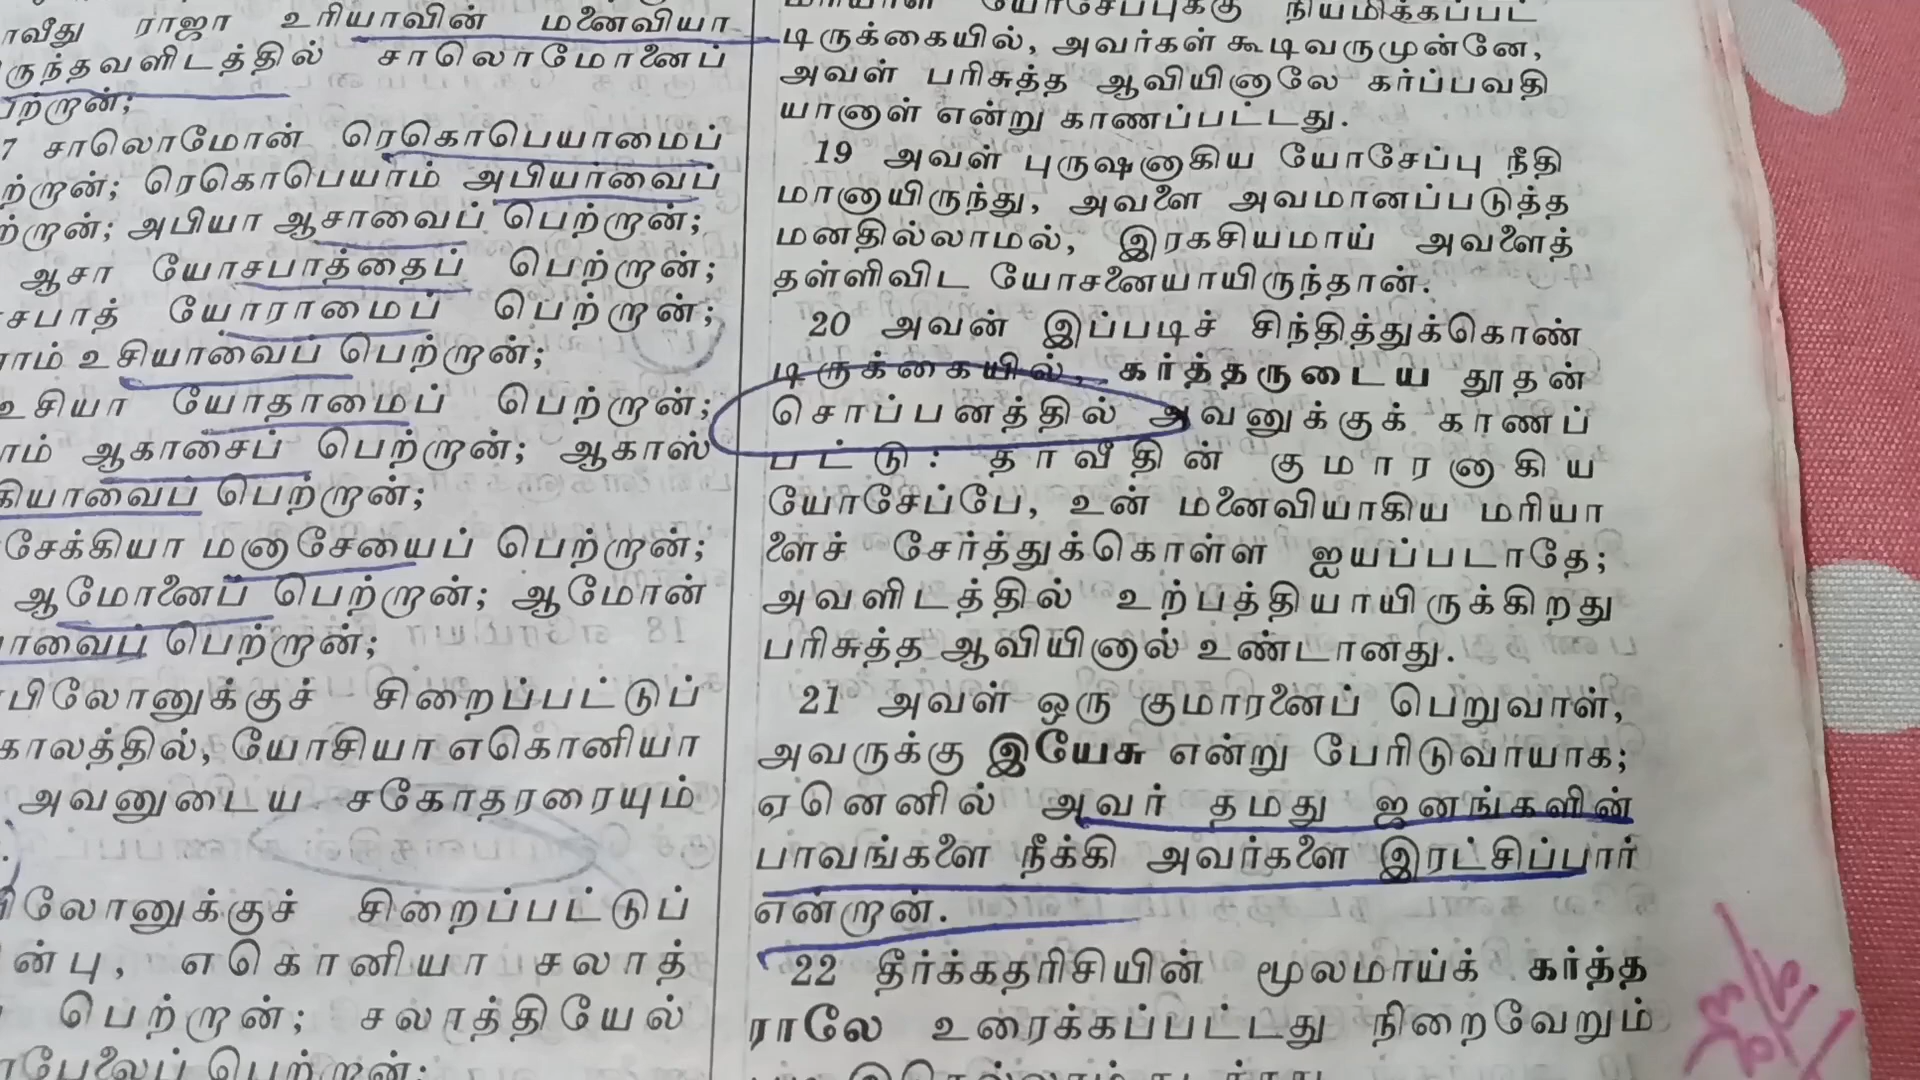 ராஜா உரியாவின் மனைவியா
ருந்தவளிடத்தில் சாலொமோனைப்
பெற்றான்;
7 சாலொமோன் ரெகொபெயாமைப்
ற்றான்; ரெகொபெயாம் அபியாவைப்
ற்றான்; அபியா ஆசாவைப் பெற்றான்;
ஆசா யோசபாத்தைப் பெற்றான்;
சபாத் யோராமைப் பெற்றான்;
ராம் உசியாவைப் பெற்றான்;
உசியா யோதாமைப் பெற்றான்;
ாம் ஆகாசைப் பெற்றான்; ஆகாஸ்
கியாவைப் பெற்றான்;
சேக்கியா மனாசேயைப் பெற்றான்;
ஆமோனைப் பெற்றான்; ஆமோன்
ாவைப் பெற்றான்;
பிலோனுக்குச் சிறைப்பட்டுப்
காலத்தில், யோசியா எகொனியா
அவனுடைய சகோதரரையும்
பிலோனுக்குச் சிறைப்பட்டுப்
ன்பு, எகொனியா சலாத்
பெற்றான்; சலாத்தியேல்
பேலைப் பெற்றான்;
மரியாள் யோசேப்புக்கு நியமிக்கப்பட்
டிருக்கையில், அவர்கள் கூடிவருமுன்னே,
அவள் பரிசுத்த ஆவியினாலே கர்ப்பவதி
யானாள் என்று காணப்பட்டது.
19 அவள் புருஷனாகிய யோசேப்பு நீதி
மானாயிருந்து, அவளை அவமானப்படுத்த
மனதில்லாமல், இரகசியமாய் அவளைத்
தள்ளிவிட யோசனையாயிருந்தான்.
20 அவன் இப்படிச் சிந்தித்துக்கொண்
டிருக்கையில், கர்த்தருடைய தூதன்
சொப்பனத்தில் அவனுக்குக் காணப்
பட்டு: தாவீதின் குமாரனாகிய
யோசேப்பே, உன் மனைவியாகிய மரியா
ளைச் சேர்த்துக்கொள்ள ஐயப்படாதே;
அவளிடத்தில் உற்பத்தியாயிருக்கிறது
பரிசுத்த ஆவியினால் உண்டானது.
21 அவள் ஒரு குமாரனைப் பெறுவாள்,
அவருக்கு இயேசு என்று பேரிடுவாயாக;
ஏனெனில் அவர் தமது ஜனங்களின்
பாவங்களை நீக்கி அவர்களை இரட்சிப்பார்
என்றான்.
22 தீர்க்கதரிசியின் மூலமாய்க் கர்த்த
ராலே உரைக்கப்பட்டது நிறைவேறும்